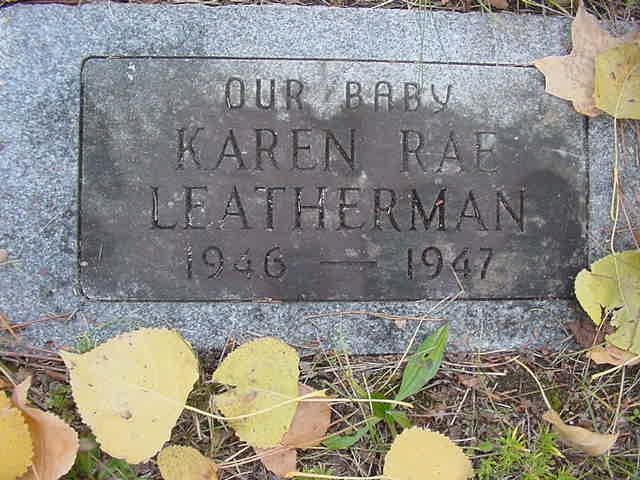 OUR BABY
KAREN RAE
LEATHERMAN
1946 — 1947